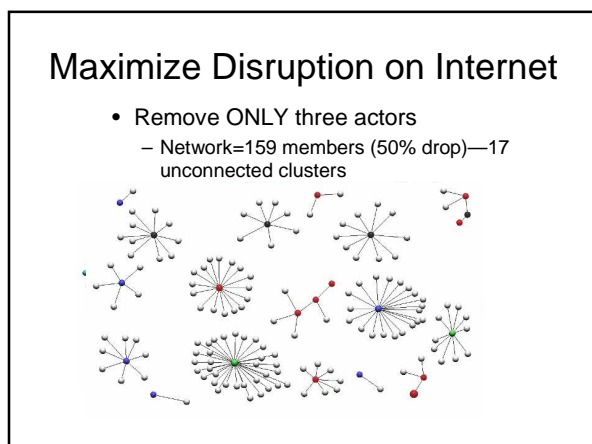 Maximize Disruption on Internet
• Remove ONLY three actors
– Network=159 members (50% drop)—17
unconnected clusters